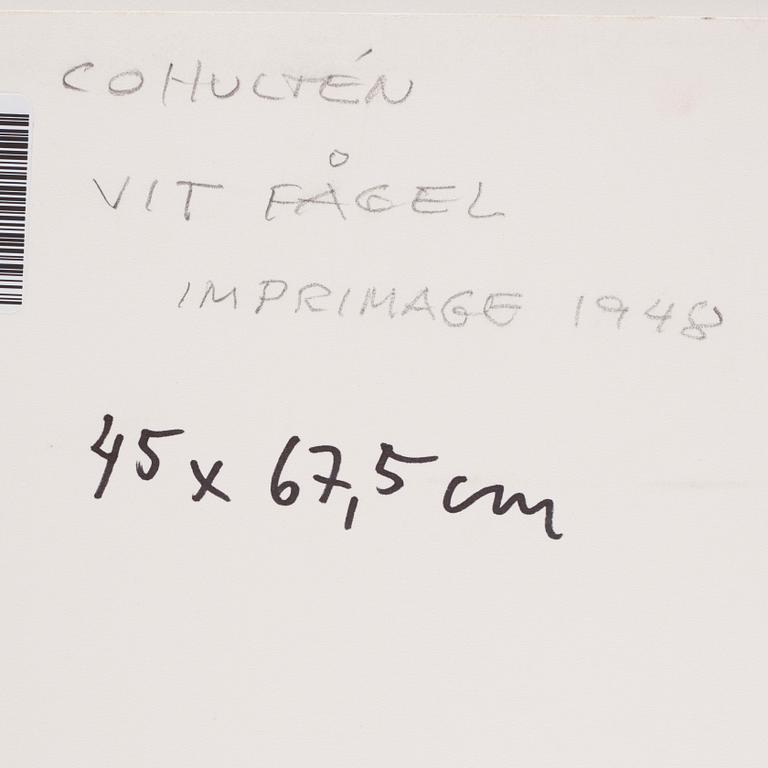 COHULTÉN
VIT FÅGEL
IMPRIMAGE 1948
45 x 67,5 cm